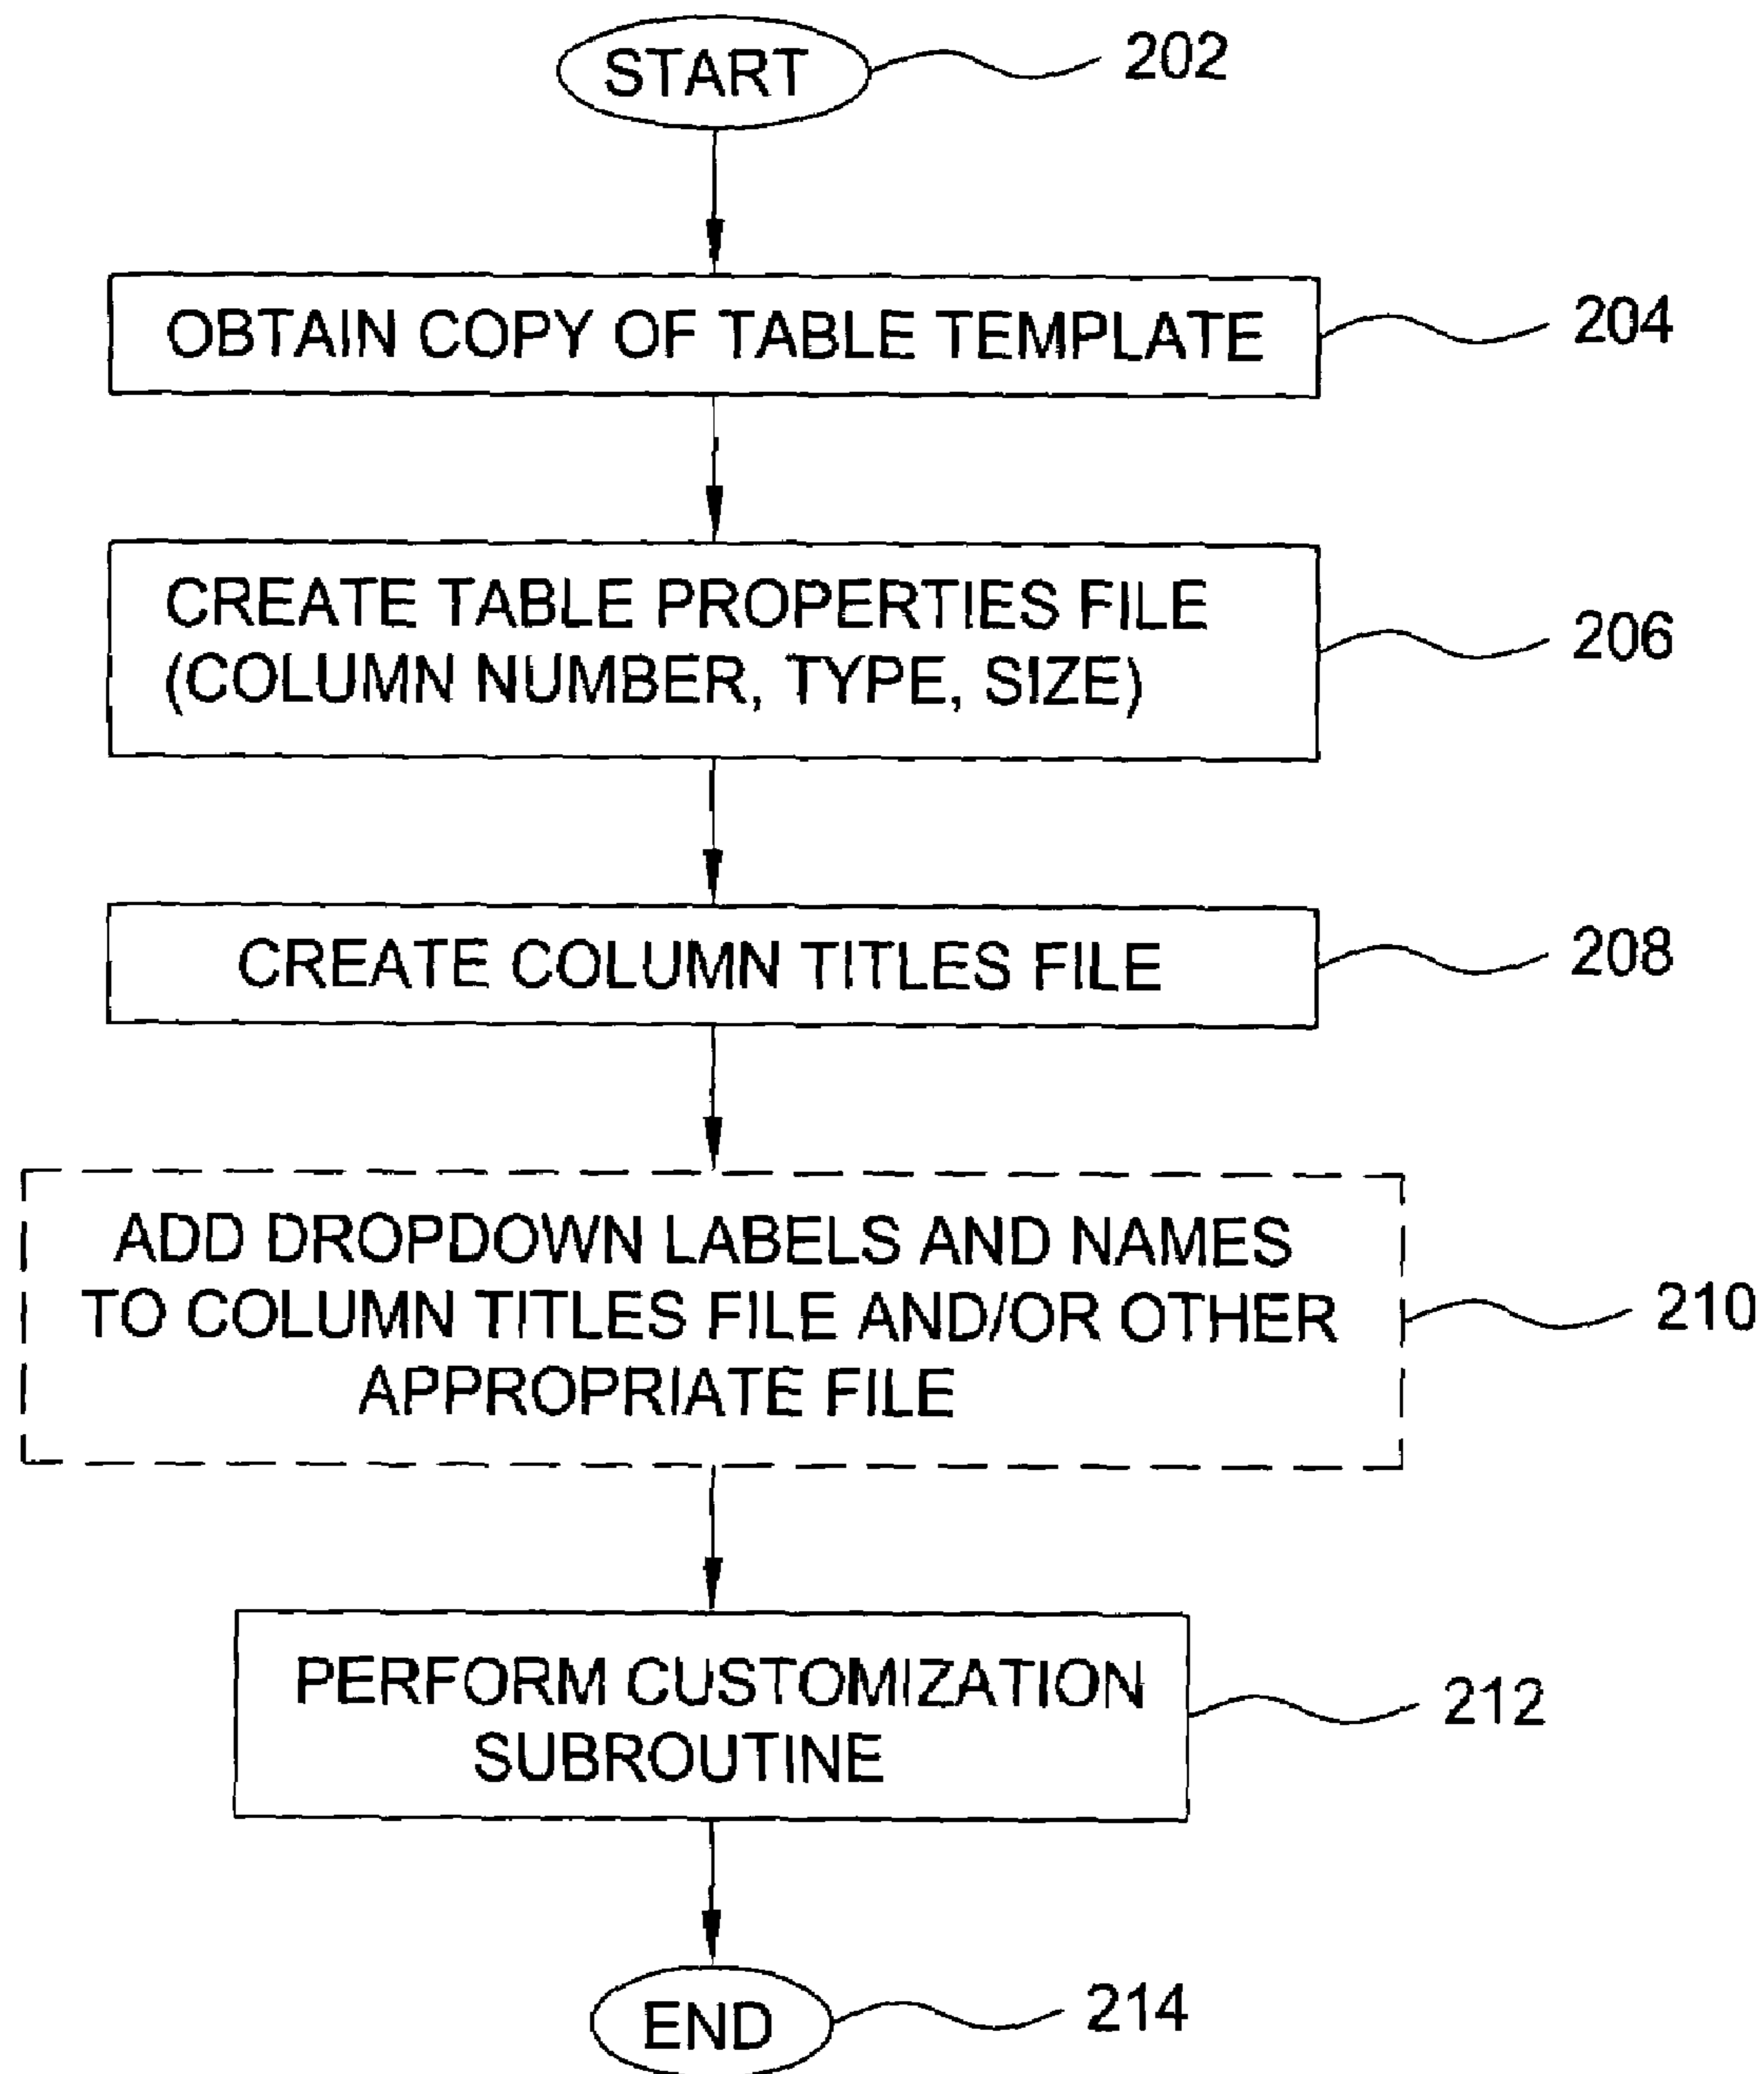 START
202
OBTAIN COPY OF TABLE TEMPLATE
204
CREATE TABLE PROPERTIES FILE
(COLUMN NUMBER, TYPE, SIZE)
206
CREATE COLUMN TITLES FILE
208
ADD DROPDOWN LABELS AND NAMES
TO COLUMN TITLES FILE AND/OR OTHER
APPROPRIATE FILE
210
PERFORM CUSTOMIZATION
SUBROUTINE
212
END
214